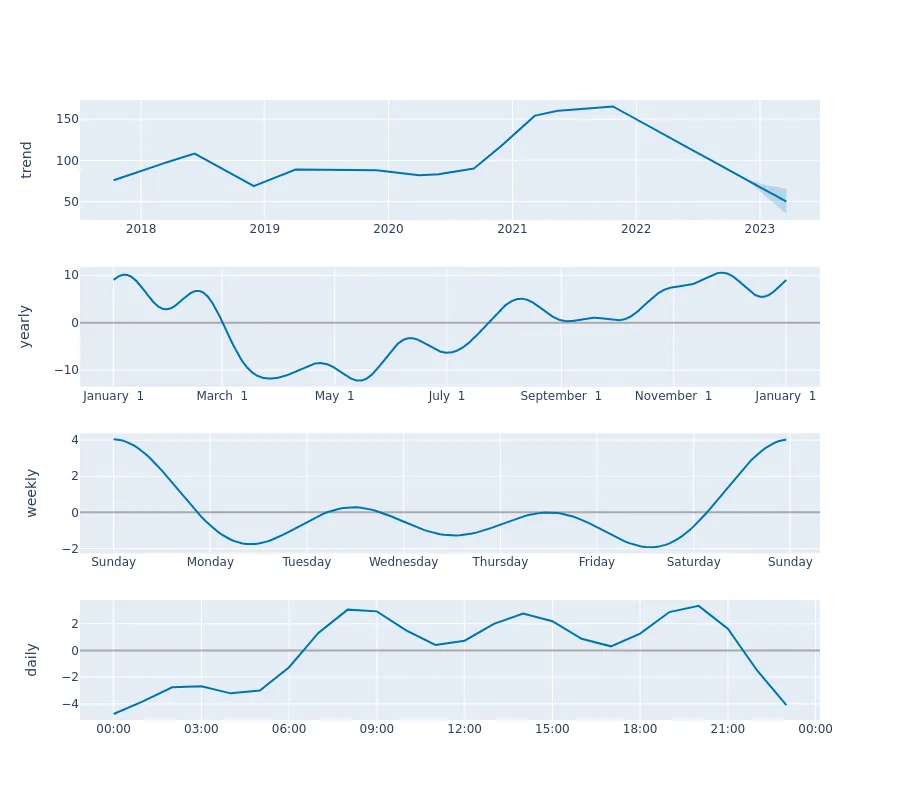 trend
150
100
50
2018 2019 2020 2021 2022 2023
yearly
10
0
−10
January 1 March 1 May 1 July 1 September 1 November 1 January 1
weekly
4
2
0
−2
Sunday Monday Tuesday Wednesday Thursday Friday Saturday Sunday
daily
2
0
−2
−4
00:00 03:00 06:00 09:00 12:00 15:00 18:00 21:00 00:00